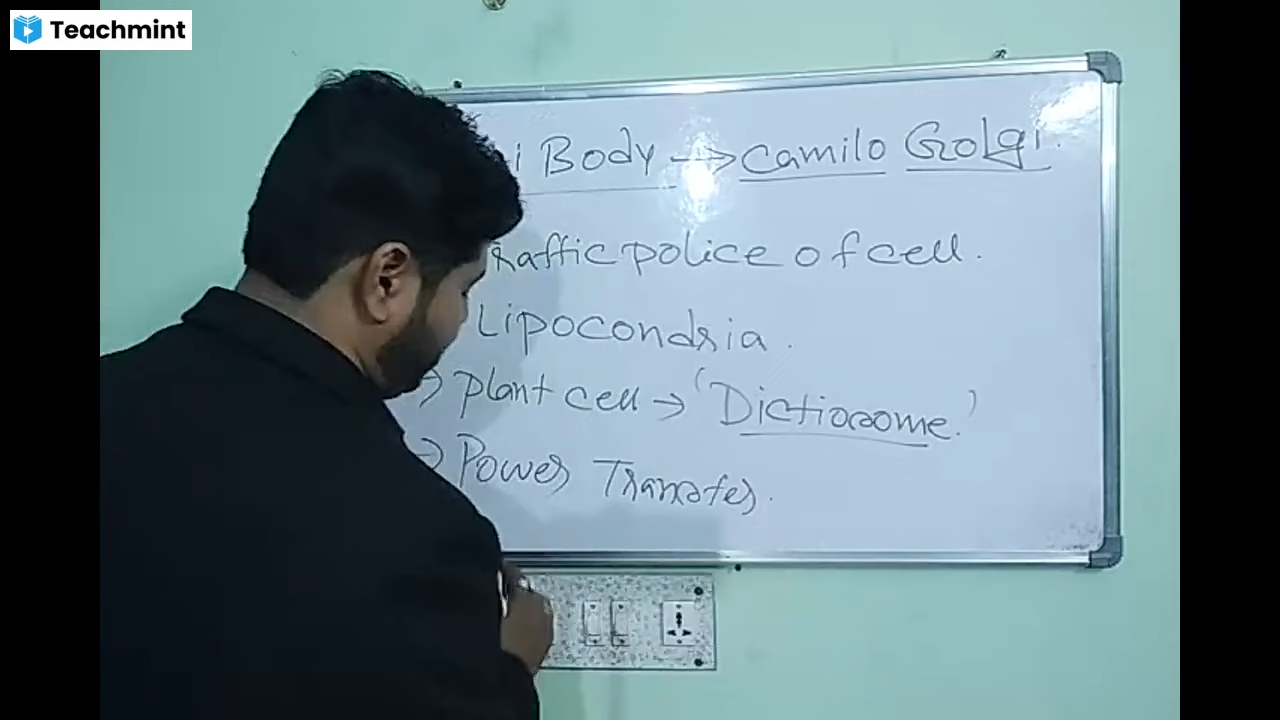 Teachmint
i Body → Camilo Golgi.
raffic police of cell.
Lipocondria.
→ plant cell → 'Dictiosome.'
→ Power Transfer.